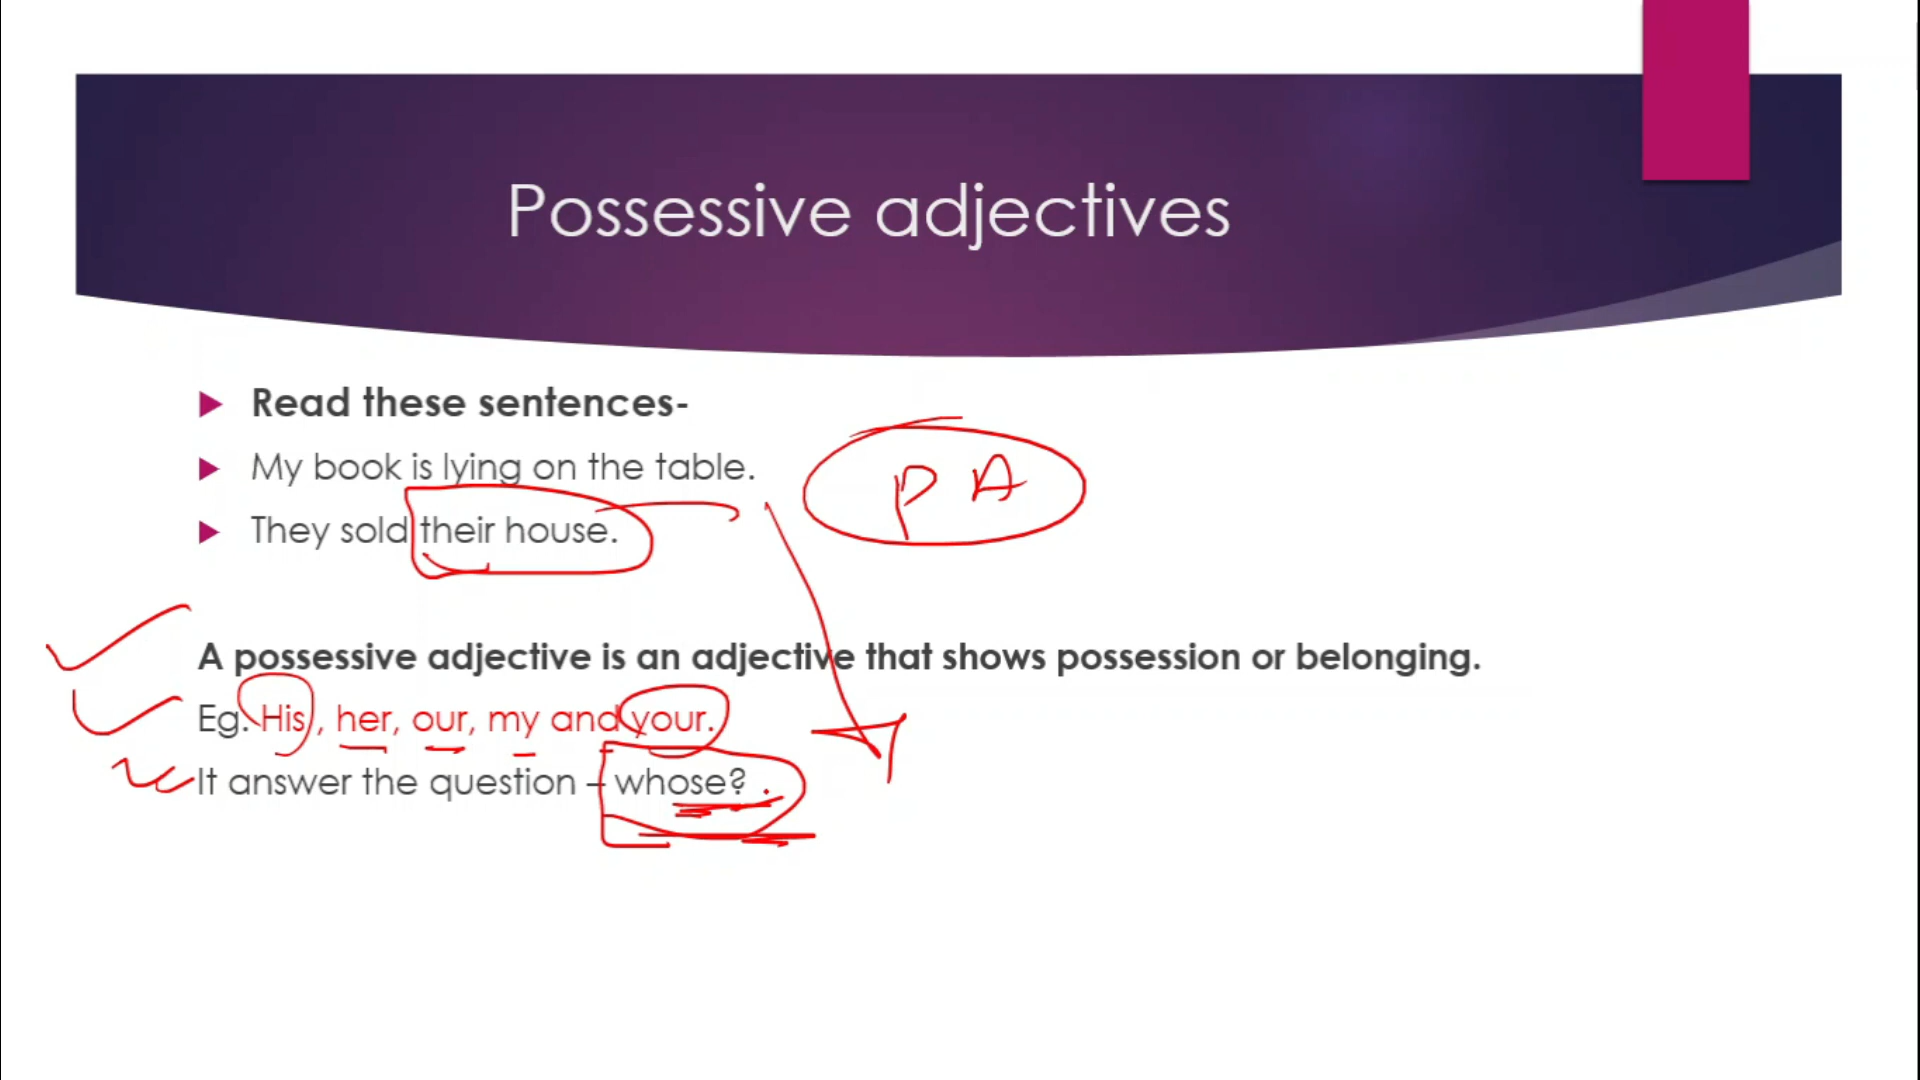 Possessive adjectives
Read these sentences-
My book is lying on the table.
P A
They sold their house.
A possessive adjective is an adjective that shows possession or belonging.
Eg. His , her, our, my and your.
It answer the question – whose? .